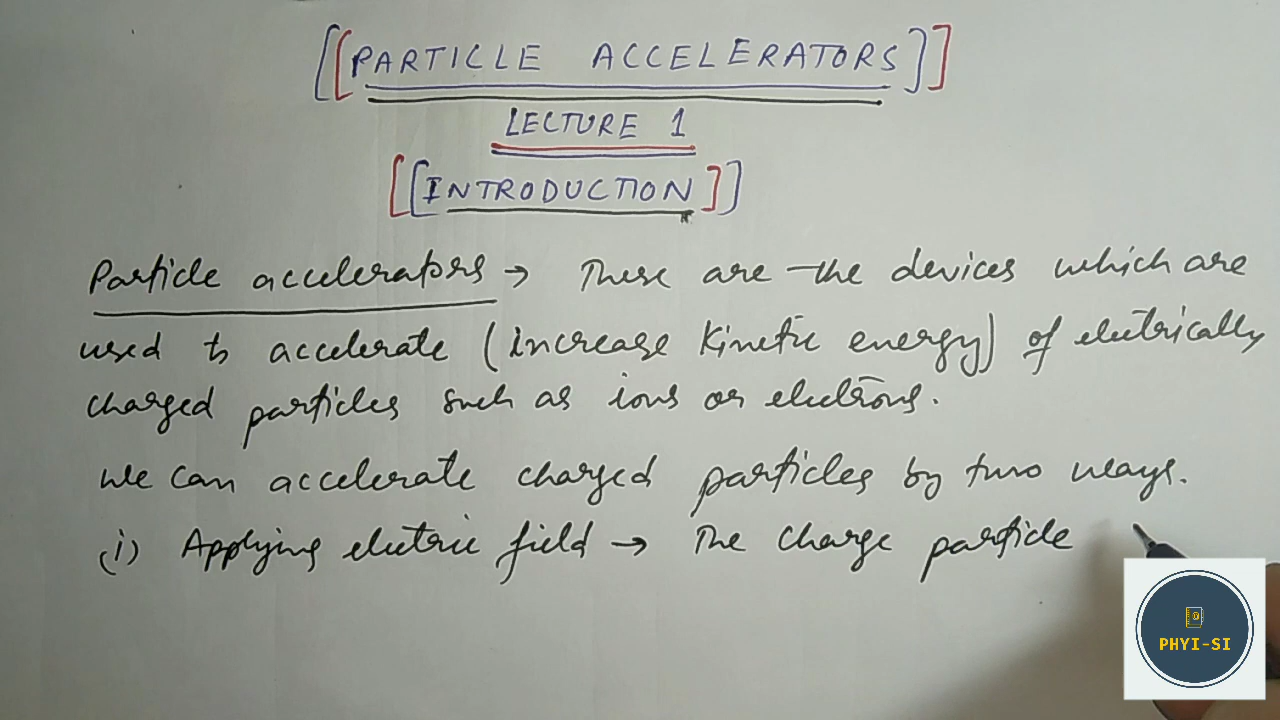 [[PARTICLE ACCELERATORS]]
LECTURE 1
[[INTRODUCTION]]
Particle accelerators → These are the devices which are
used to accelerate (increase kinetic energy) of electrically
charged particles such as ions or electrons.
We can accelerate charged particles by two ways.
(i) Applying electric field → The charge particle
PHYI-SI